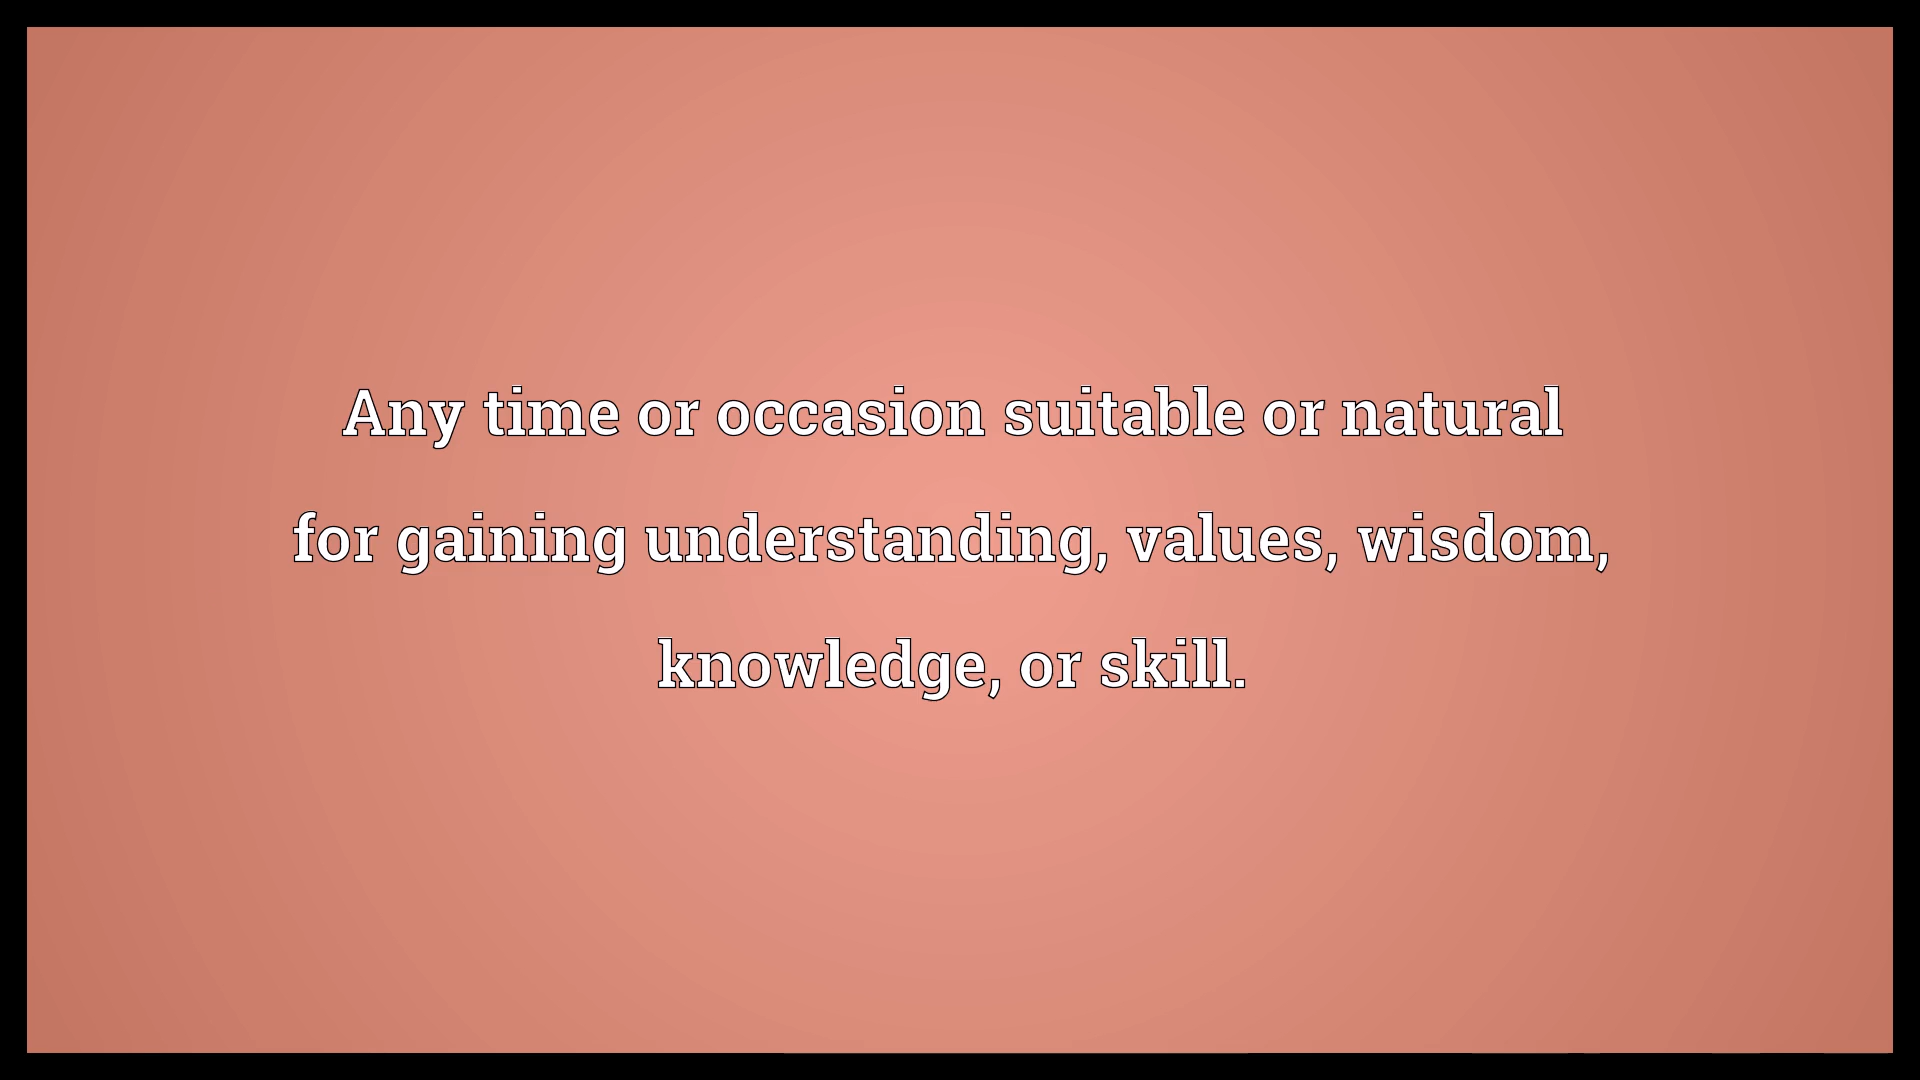 Any time or occasion suitable or natural
for gaining understanding, values, wisdom,
knowledge, or skill.